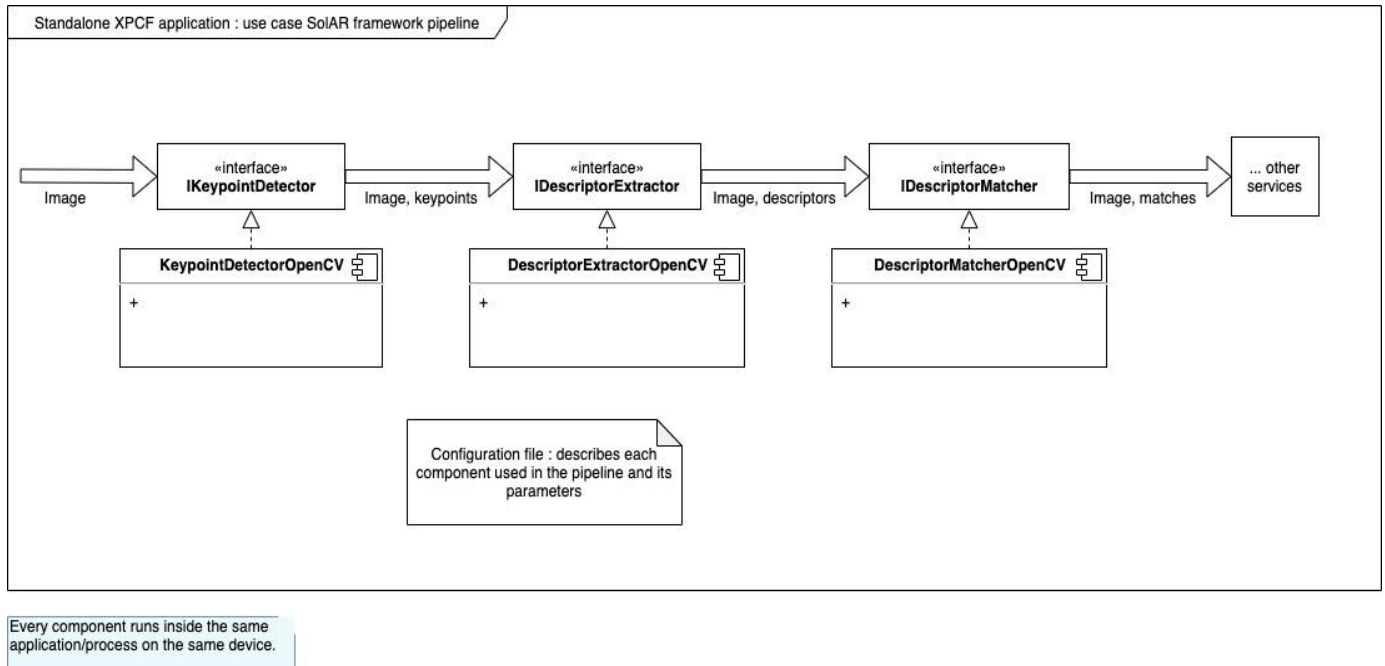 Standalone XPCF application : use case SolAR framework pipeline
Image
«interface»
IKeypointDetector
Image, keypoints
«interface»
IDescriptorExtractor
Image, descriptors
«interface»
IDescriptorMatcher
Image, matches
... other
services
KeypointDetectorOpenCV
+
DescriptorExtractorOpenCV
+
DescriptorMatcherOpenCV
+
Configuration file : describes each
component used in the pipeline and its
parameters
Every component runs inside the same
application/process on the same device.